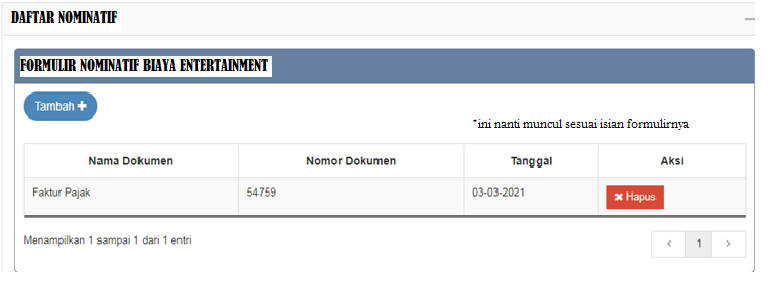 DAFTAR NOMINATIF
FORMULIR NOMINATIF BIAYA ENTERTAINMENT
Tambah +
*ini nanti muncul sesuai isian formulirnya
Nama Dokumen Nomor Dokumen Tanggal Aksi
Faktur Pajak 54759 03-03-2021 × Hapus
Menampilkan 1 sampai 1 dari 1 entri < 1 >